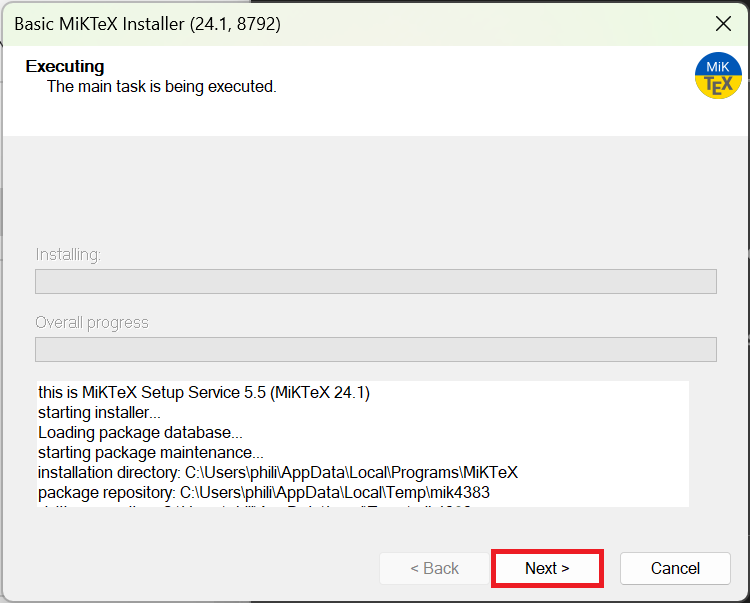 Basic MiKTeX Installer (24.1, 8792)
Executing
The main task is being executed.
MiK
TEX
Installing:
Overall progress
this is MiKTeX Setup Service 5.5 (MiKTeX 24.1)
starting installer...
Loading package database...
starting package maintenance...
installation directory: C:\Users\phili\AppData\Local\Programs\MiKTeX
package repository: C:\Users\phili\AppData\Local\Temp\mik4383
< Back
Next >
Cancel